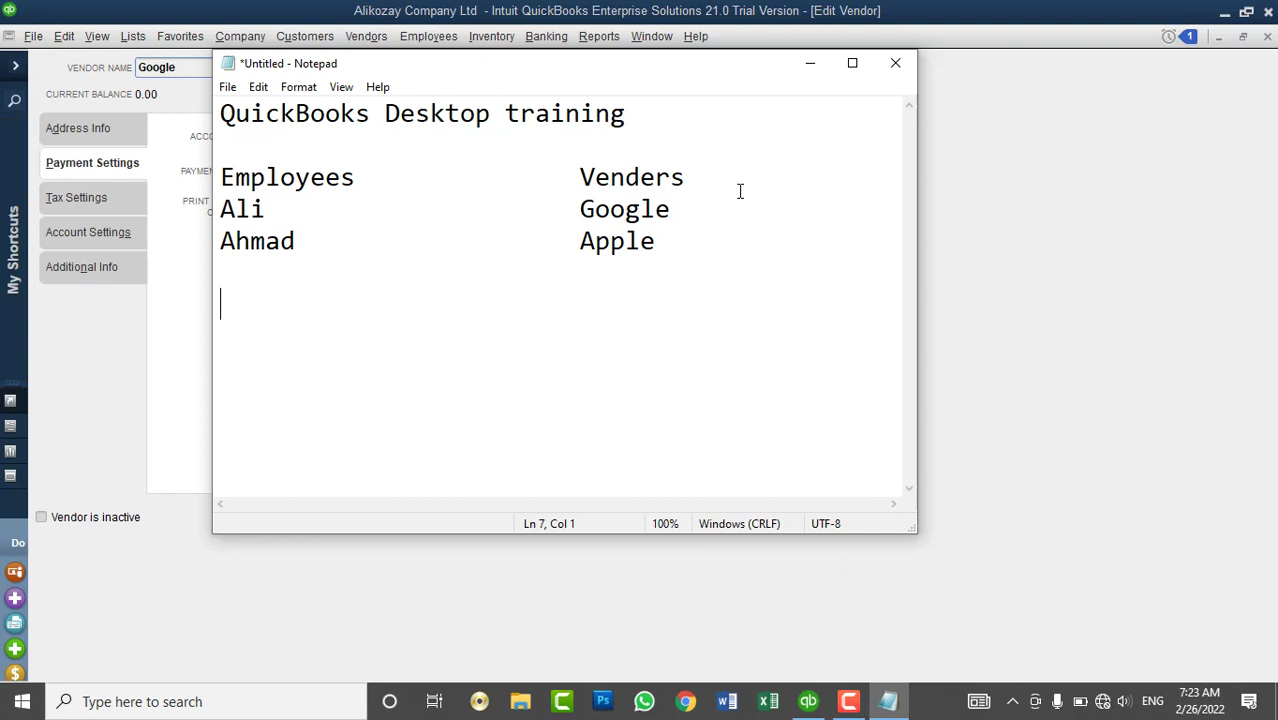 Alikozay Company Ltd - Intuit QuickBooks Enterprise Solutions 21.0 Trial Version - [Edit Vendor]
File Edit View Lists Favorites Company Customers Vendors Employees Inventory Banking Reports Window Help
1
VENDOR NAME Google
CURRENT BALANCE 0.00
Address Info
Payment Settings
Tax Settings
Account Settings
Additional Info
PRINT
Vendor is inactive
My Shortcuts
Do
*Untitled - Notepad
File Edit Format View Help
QuickBooks Desktop training
Employees Venders
Ali Google
Ahmad Apple
Ln 7, Col 1 100% Windows (CRLF) UTF-8
Type here to search
ENG
7:23 AM
2/26/2022